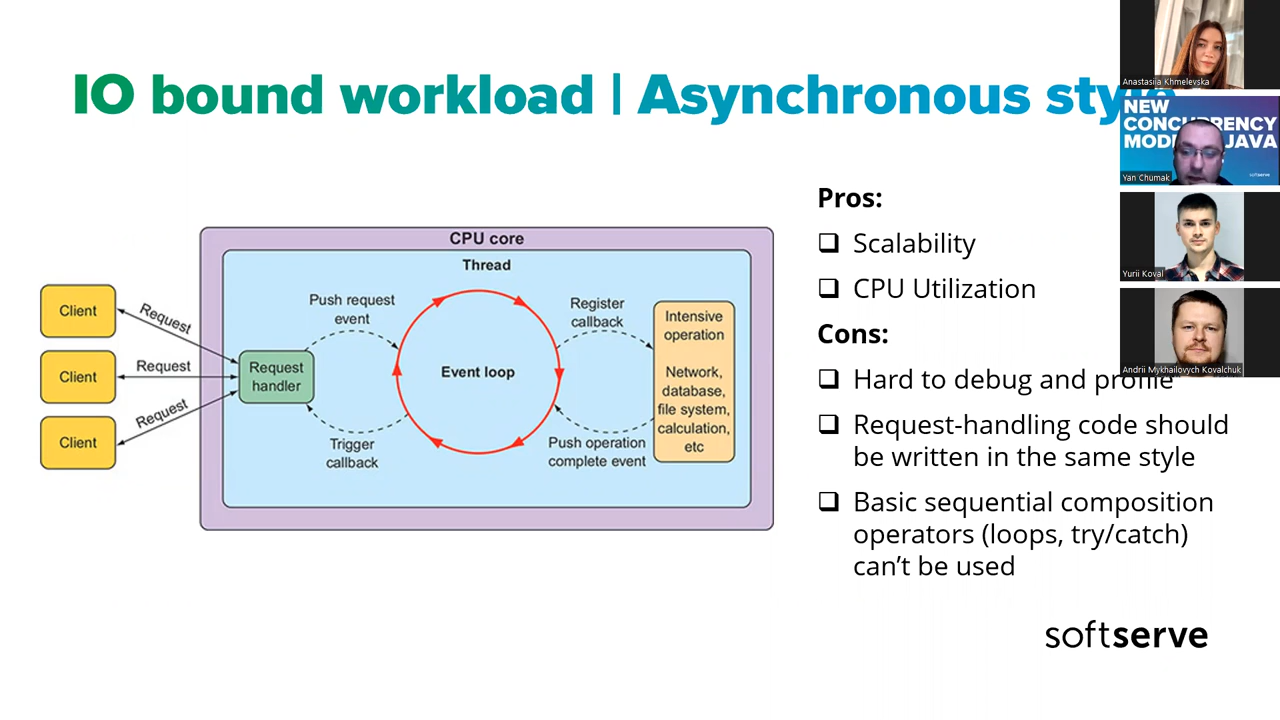 IO bound workload | Asynchronous sty
Anastasiia Khmelevska
NEW
CONCURRENCY
JAVA
softserve
Yan Chumak
Yurii Koval
Andrii Mykhailovych Kovalchuk
CPU core
Thread
Client
Client
Client
Request
Request
Request
Request
handler
Push request
event
Trigger
callback
Event loop
Register
callback
Push operation
complete event
Intensive
operation
Network,
database,
file system,
calculation,
etc
Pros:
❑ Scalability
❑ CPU Utilization
Cons:
❑ Hard to debug and profile
❑ Request-handling code should
be written in the same style
❑ Basic sequential composition
operators (loops, try/catch)
can’t be used
softserve